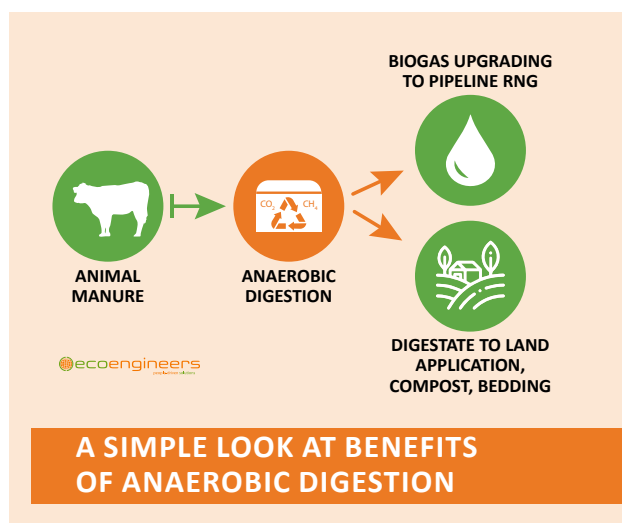 BIOGAS UPGRADING
TO PIPELINE RNG
CO₂
CH₄
ANIMAL
MANURE
ANAEROBIC
DIGESTION
DIGESTATE TO LAND
APPLICATION,
COMPOST, BEDDING
ecoengineers
A SIMPLE LOOK AT BENEFITS
OF ANAEROBIC DIGESTION